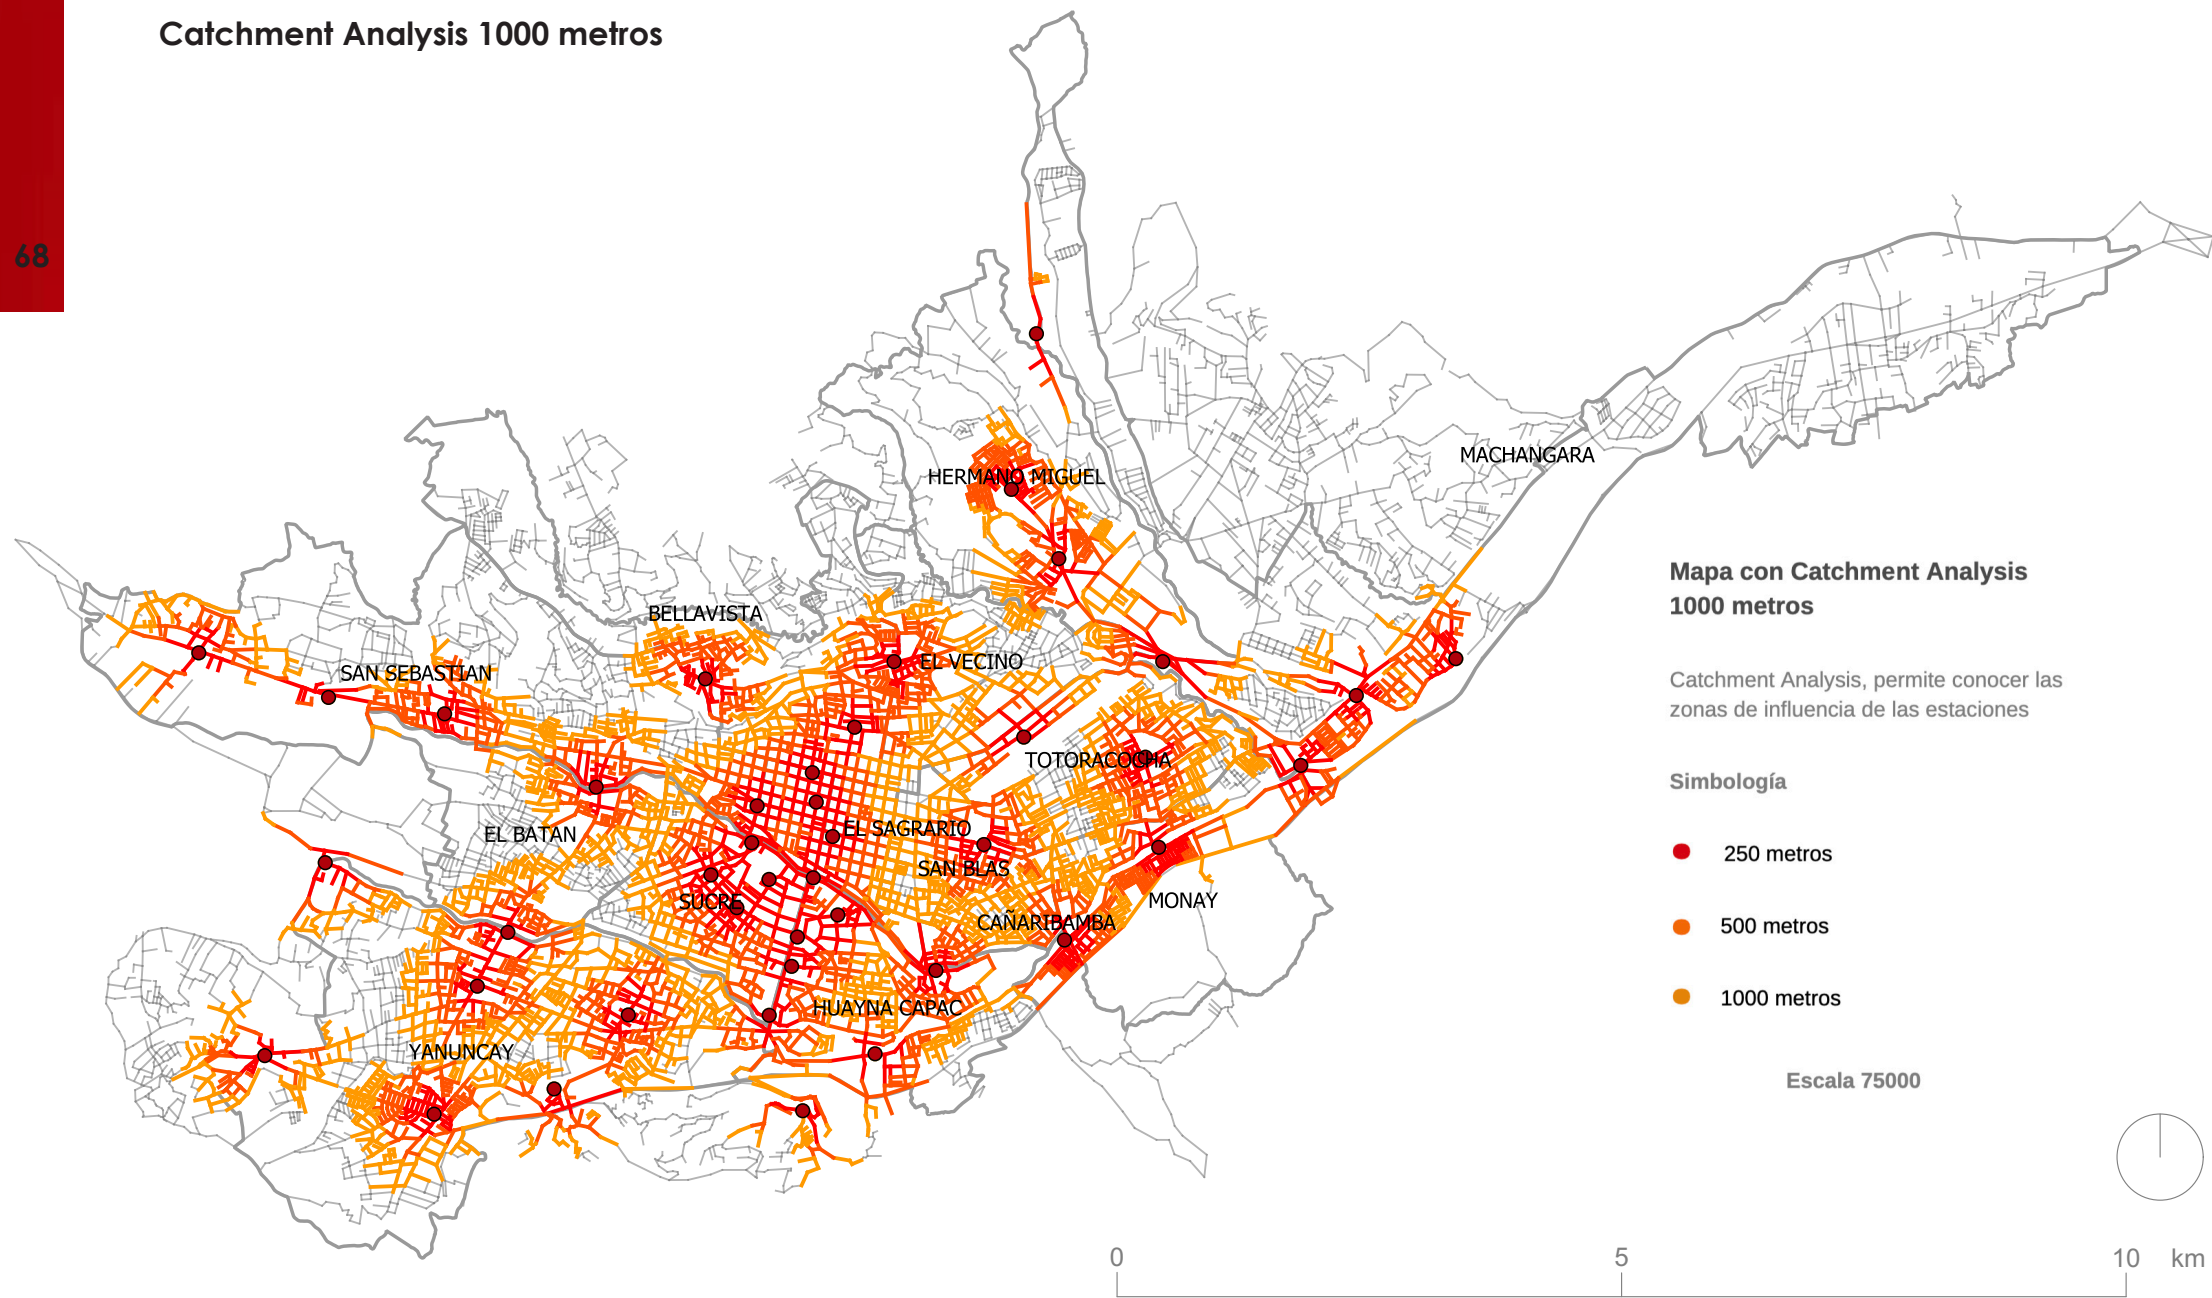 Catchment Analysis 1000 metros
68
MACHANGARA
HERMANO MIGUEL
Mapa con Catchment Analysis
1000 metros
BELLAVISTA
EL VECINO
SAN SEBASTIAN
Catchment Analysis, permite conocer las
zonas de influencia de las estaciones
TOTORACOCHA
Simbología
EL SAGRARIO
EL BATAN
250 metros
SAN BLAS
SUCRE
MONAY
CAÑARIBAMBA
500 metros
1000 metros
HUAYNA CAPAC
YANUNCAY
Escala 75000
0 5 10 km